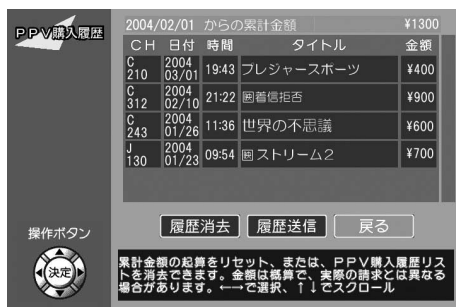 PPV購入履歴
2004/02/01 からの累計金額 ¥1300
CH 日付 時間 タイトル 金額
C 210 2004 03/01 19:43 プレジャースポーツ ¥400
C 312 2004 02/10 21:22 着信拒否 ¥900
C 243 2004 01/26 11:36 世界の不思議 ¥600
J 130 2004 01/23 09:54 ストリーム2 ¥700
履歴消去 履歴送信 戻る
操作ボタン
決定
累計金額の起算をリセット、または、PPV購入履歴リス
トを消去できます。金額は概算で、実際の請求とは異なる
場合があります。←→で選択、↑↓でスクロール